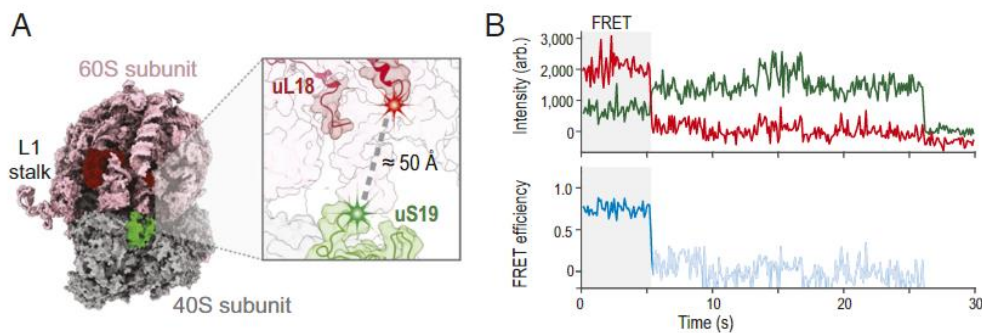 A
60S subunit
L1
stalk
40S subunit
uL18
≈ 50 Å
uS19
B
FRET
Intensity (arb.)
3,000
2,000
1,000
0
FRET efficiency
1.0
0.5
0
0 10 20 30
Time (s)